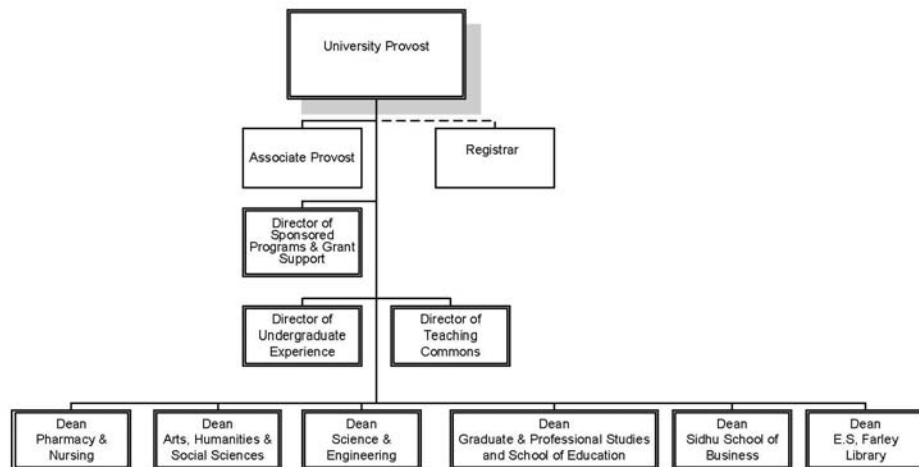 University Provost
Associate Provost
Registrar
Director of
Sponsored
Programs & Grant
Support
Director of
Undergraduate
Experience
Director of
Teaching
Commons
Dean
Pharmacy &
Nursing
Dean
Arts, Humanities &
Social Sciences
Dean
Science &
Engineering
Dean
Graduate & Professional Studies
and School of Education
Dean
Sidhu School of
Business
Dean
E.S, Farley
Library